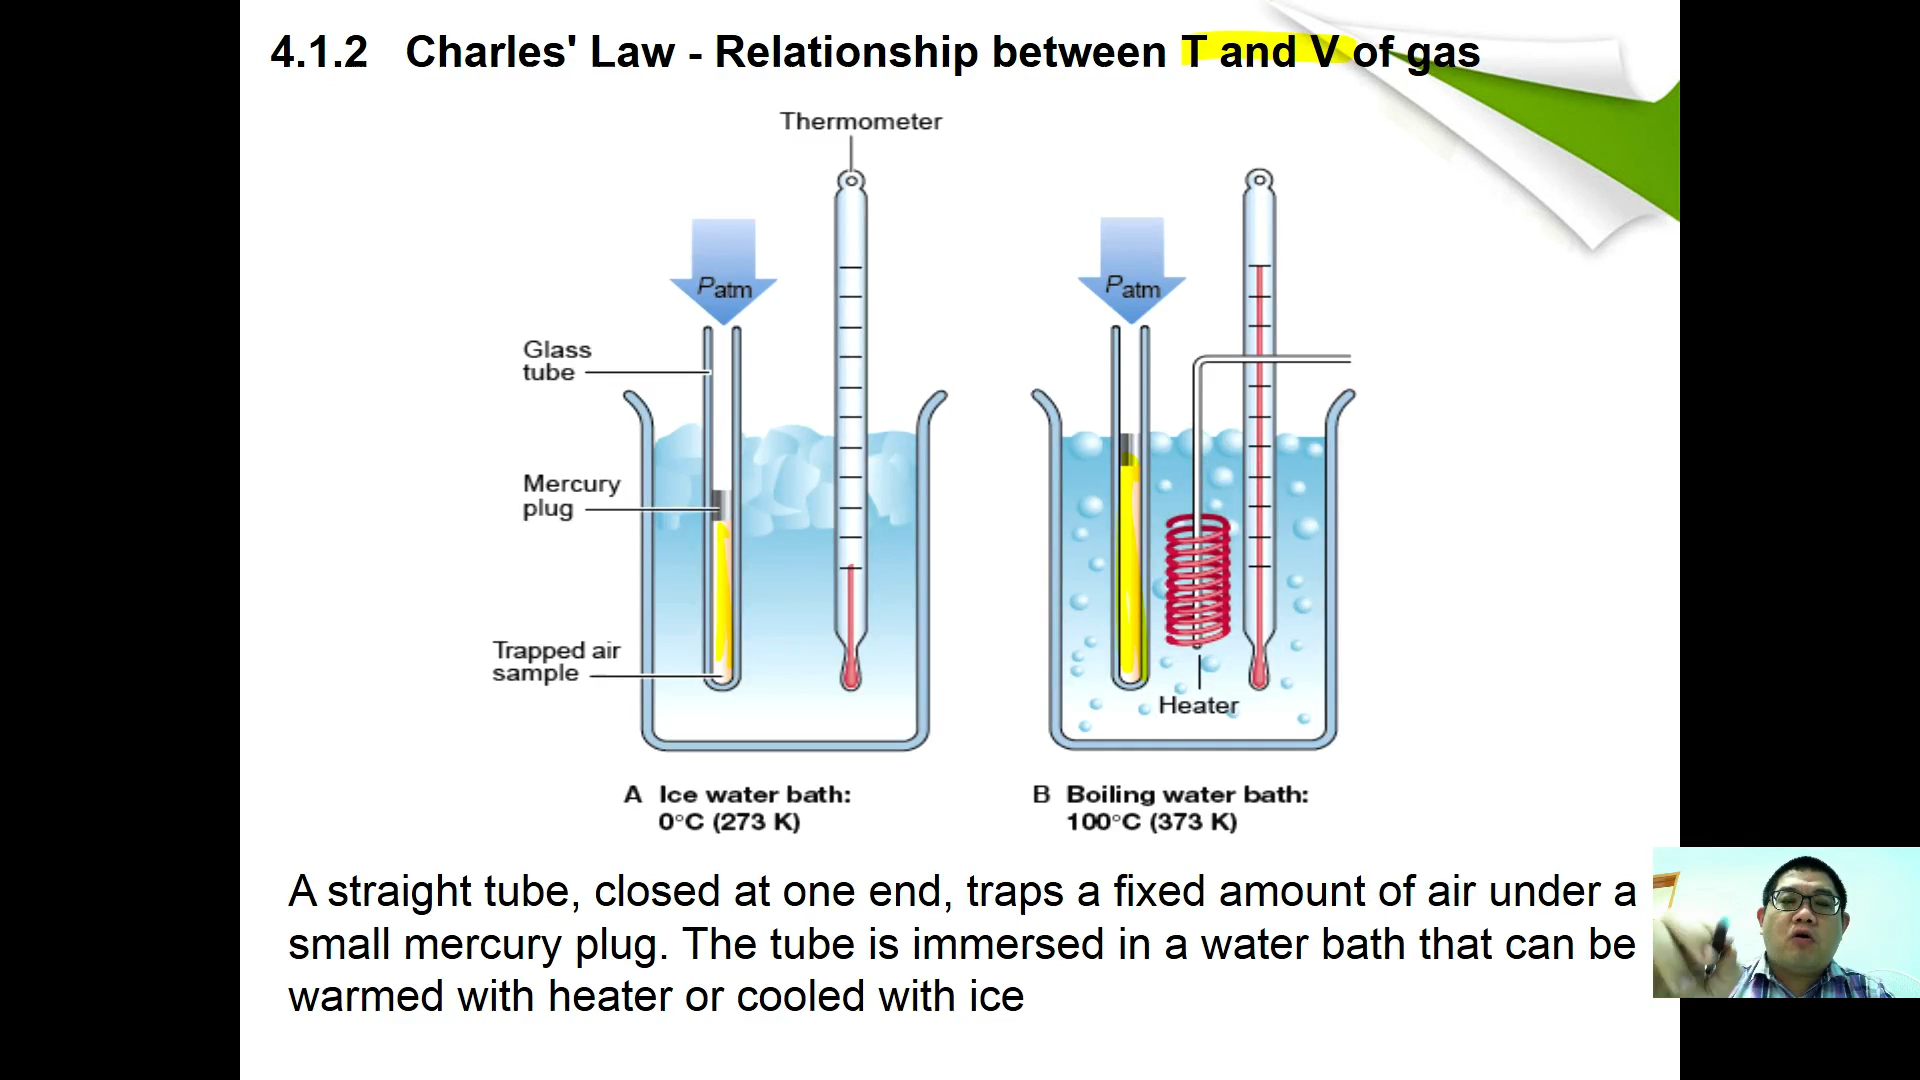 4.1.2 Charles' Law - Relationship between T and V of gas
Thermometer
Patm
Patm
Glass
tube
Mercury
plug
Trapped air
sample
Heater
A Ice water bath:
0°C (273 K)
B Boiling water bath:
100°C (373 K)
A straight tube, closed at one end, traps a fixed amount of air under a
small mercury plug. The tube is immersed in a water bath that can be
warmed with heater or cooled with ice